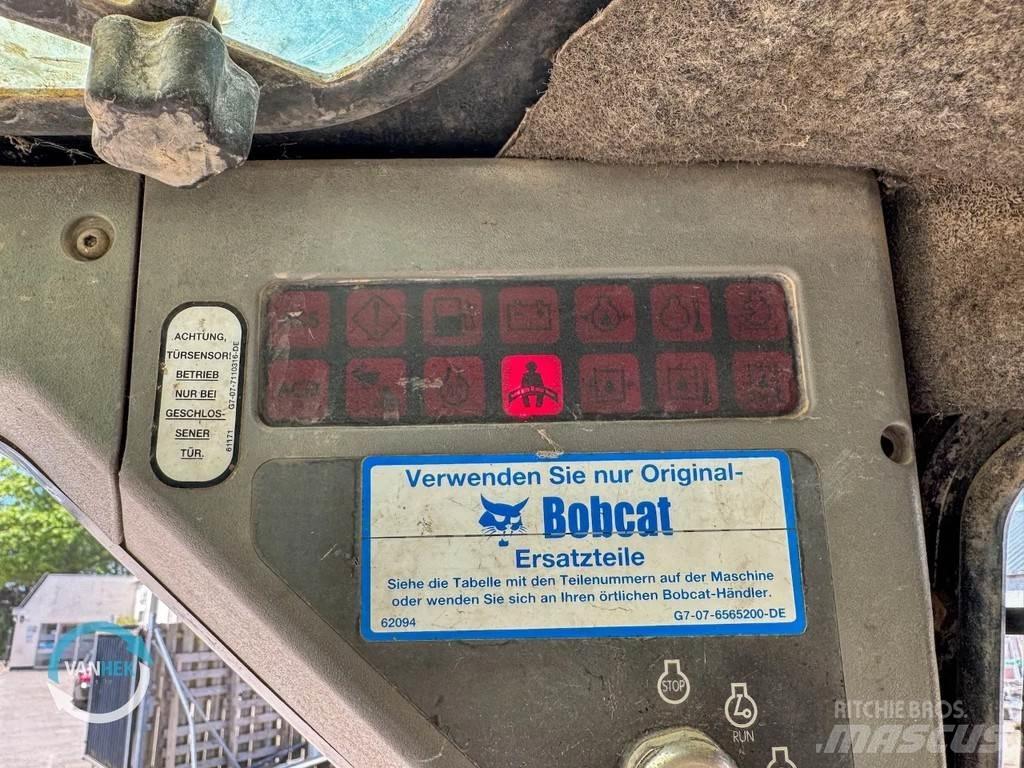 ACHTUNG,
TÜRSENSOR!
BETRIEB
NUR BEI
GESCHLOS-
SENER
TÜR.
G7-07-7110316-DE
61171
Verwenden Sie nur Original-
Bobcat
Ersatzteile
Siehe die Tabelle mit den Teilenummern auf der Maschine
oder wenden Sie sich an Ihren örtlichen Bobcat-Händler.
62094
G7-07-6565200-DE
STOP
RUN
VANHEK
RITCHIE BROS.
MASCUS